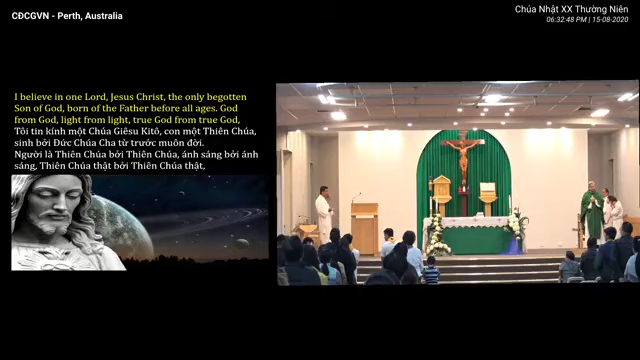 CĐCGVN - Perth, Australia
Chúa Nhật XX Thường Niên
06:32:48 PM | 15-08-2020
I believe in one Lord, Jesus Christ, the only begotten
Son of God, born of the Father before all ages. God
from God, light from light, true God from true God,
Tôi tin kính một Chúa Giêsu Kitô, con một Thiên Chúa,
sinh bởi Đức Chúa Cha từ trước muôn đời.
Người là Thiên Chúa bởi Thiên Chúa, ánh sáng bởi ánh
sáng, Thiên Chúa thật bởi Thiên Chúa thật,